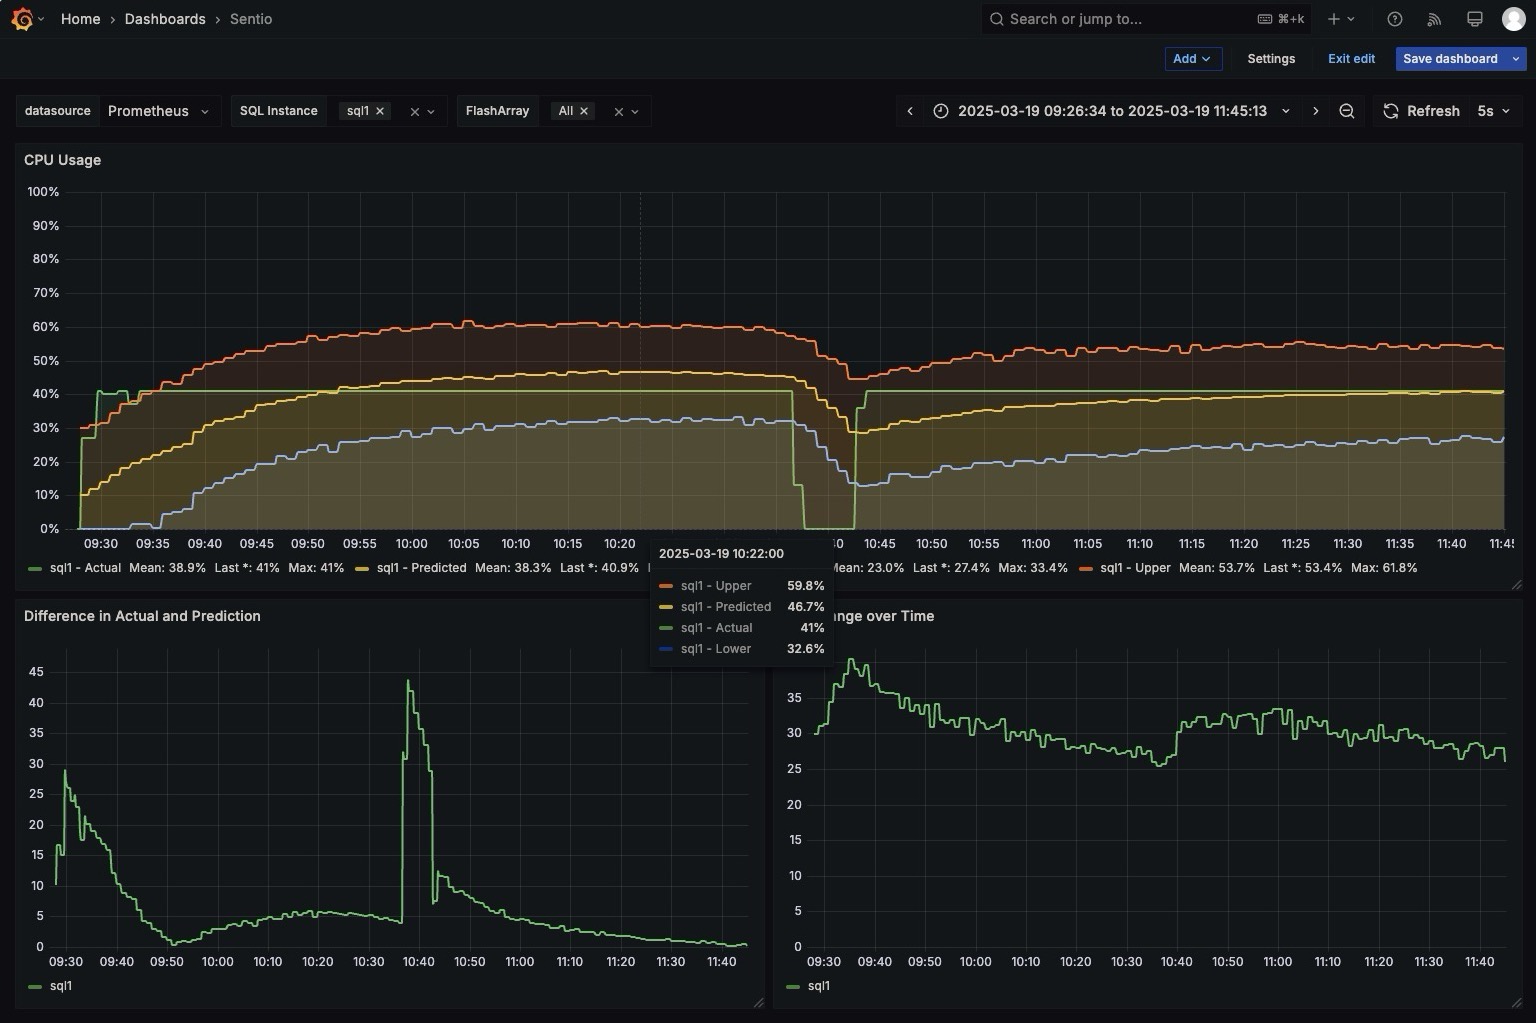 Home › Dashboards › Sentio
Search or jump to... ⌘+k
Add Settings Exit edit Save dashboard
datasource Prometheus SQL Instance sql1 × × FlashArray All × × 2025-03-19 09:26:34 to 2025-03-19 11:45:13 Refresh 5s
CPU Usage
100%
90%
80%
70%
60%
50%
40%
30%
20%
10%
0%
09:30 09:35 09:40 09:45 09:50 09:55 10:00 10:05 10:10 10:15 10:20 10:45 10:50 10:55 11:00 11:05 11:10 11:15 11:20 11:25 11:30 11:35 11:40 11:45
sql1 - Actual Mean: 38.9% Last *: 41% Max: 41% sql1 - Predicted Mean: 38.3% Last *: 40.9% Mean: 23.0% Last *: 27.4% Max: 33.4% sql1 - Upper Mean: 53.7% Last *: 53.4% Max: 61.8%
2025-03-19 10:22:00
sql1 - Upper 59.8%
sql1 - Predicted 46.7%
sql1 - Actual 41%
sql1 - Lower 32.6%
Difference in Actual and Prediction
45
40
35
30
25
20
15
10
5
0
09:30 09:40 09:50 10:00 10:10 10:20 10:30 10:40 10:50 11:00 11:10 11:20 11:30 11:40
sql1
ange over Time
35
30
25
20
15
10
5
0
09:30 09:40 09:50 10:00 10:10 10:20 10:30 10:40 10:50 11:00 11:10 11:20 11:30 11:40
sql1